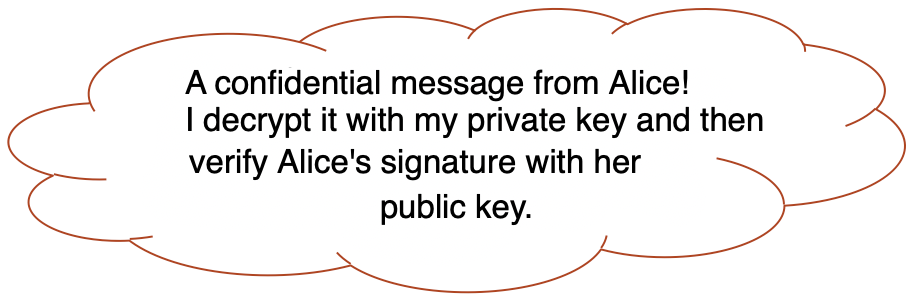 A confidential message from Alice!
I decrypt it with my private key and then
verify Alice's signature with her
public key.